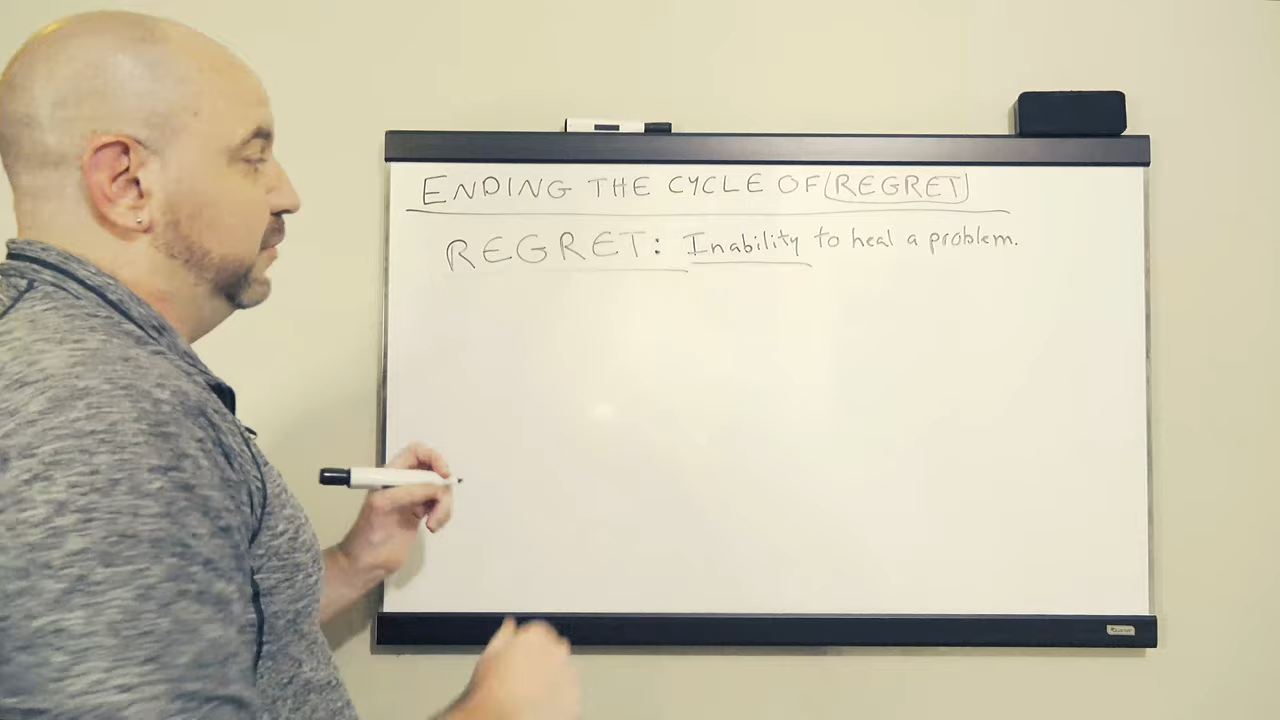 ENDING THE CYCLE OF REGRET
REGRET: Inability to heal a problem.